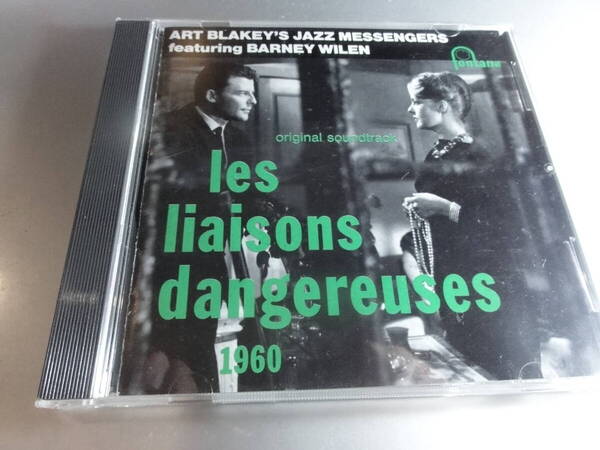 ART BLAKEY'S JAZZ MESSENGERS
featuring BARNEY WILEN
fontana
original soundtrack
les
liaisons
dangereuses
1960